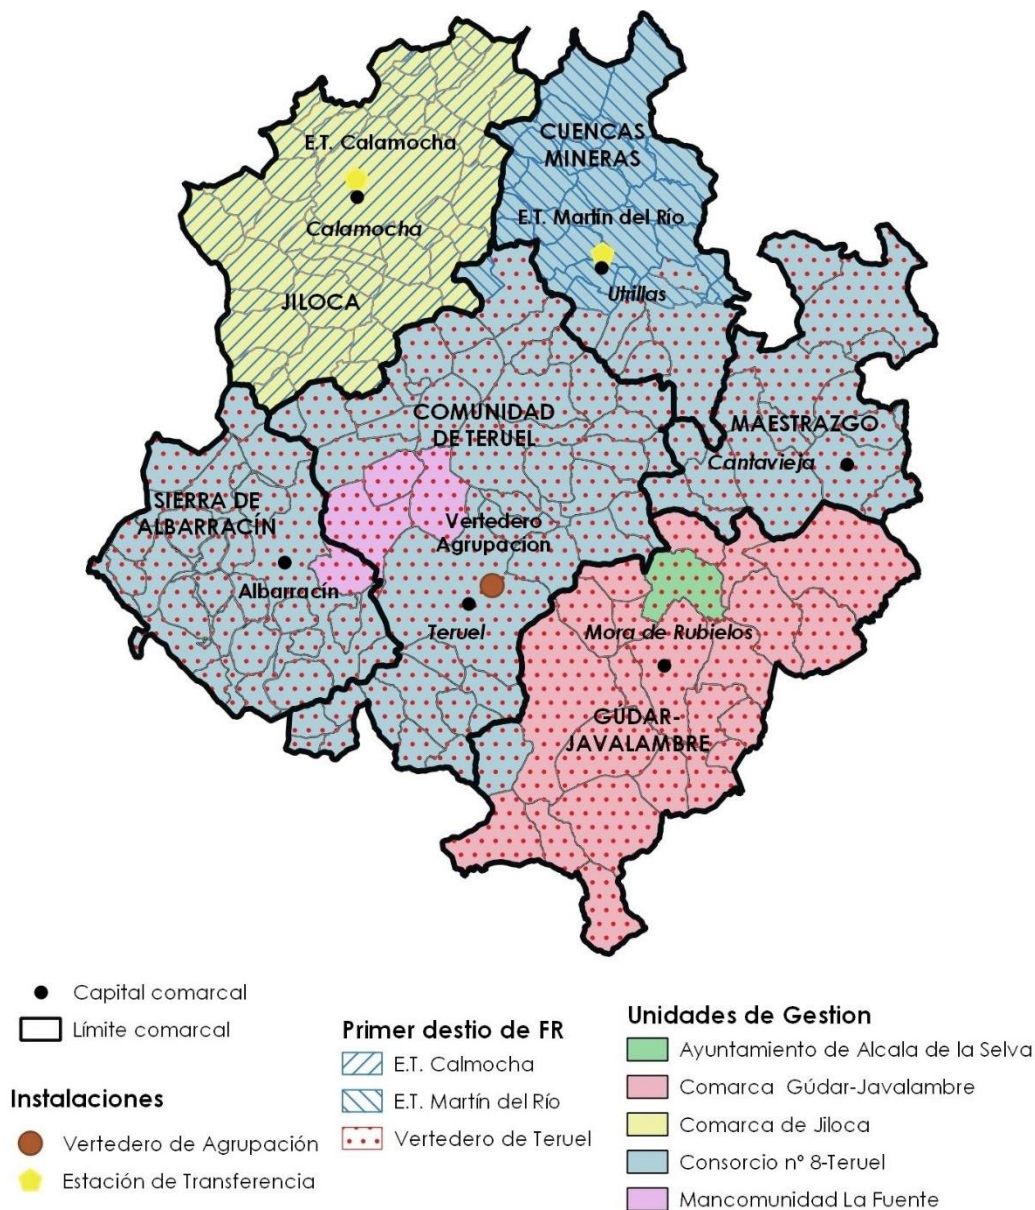 CUENCAS
MINERAS
E.T. Calamocha
Calamocha
E.T. Martín del Río
Utrillas
JILOCA
COMUNIDAD
DE TERUEL
MAESTRAZGO
Cantavieja
SIERRA DE
ALBARRACÍN
Vertedero
Agrupacion
Albarracín
Teruel
Mora de Rubielos
GÚDAR-
JAVALAMBRE
Capital comarcal
Límite comarcal
Instalaciones
Vertedero de Agrupación
Estación de Transferencia
Primer destio de FR
E.T. Calmocha
E.T. Martín del Río
Vertedero de Teruel
Unidades de Gestion
Ayuntamiento de Alcala de la Selva
Comarca Gúdar-Javalambre
Comarca de Jiloca
Consorcio nº 8-Teruel
Mancomunidad La Fuente